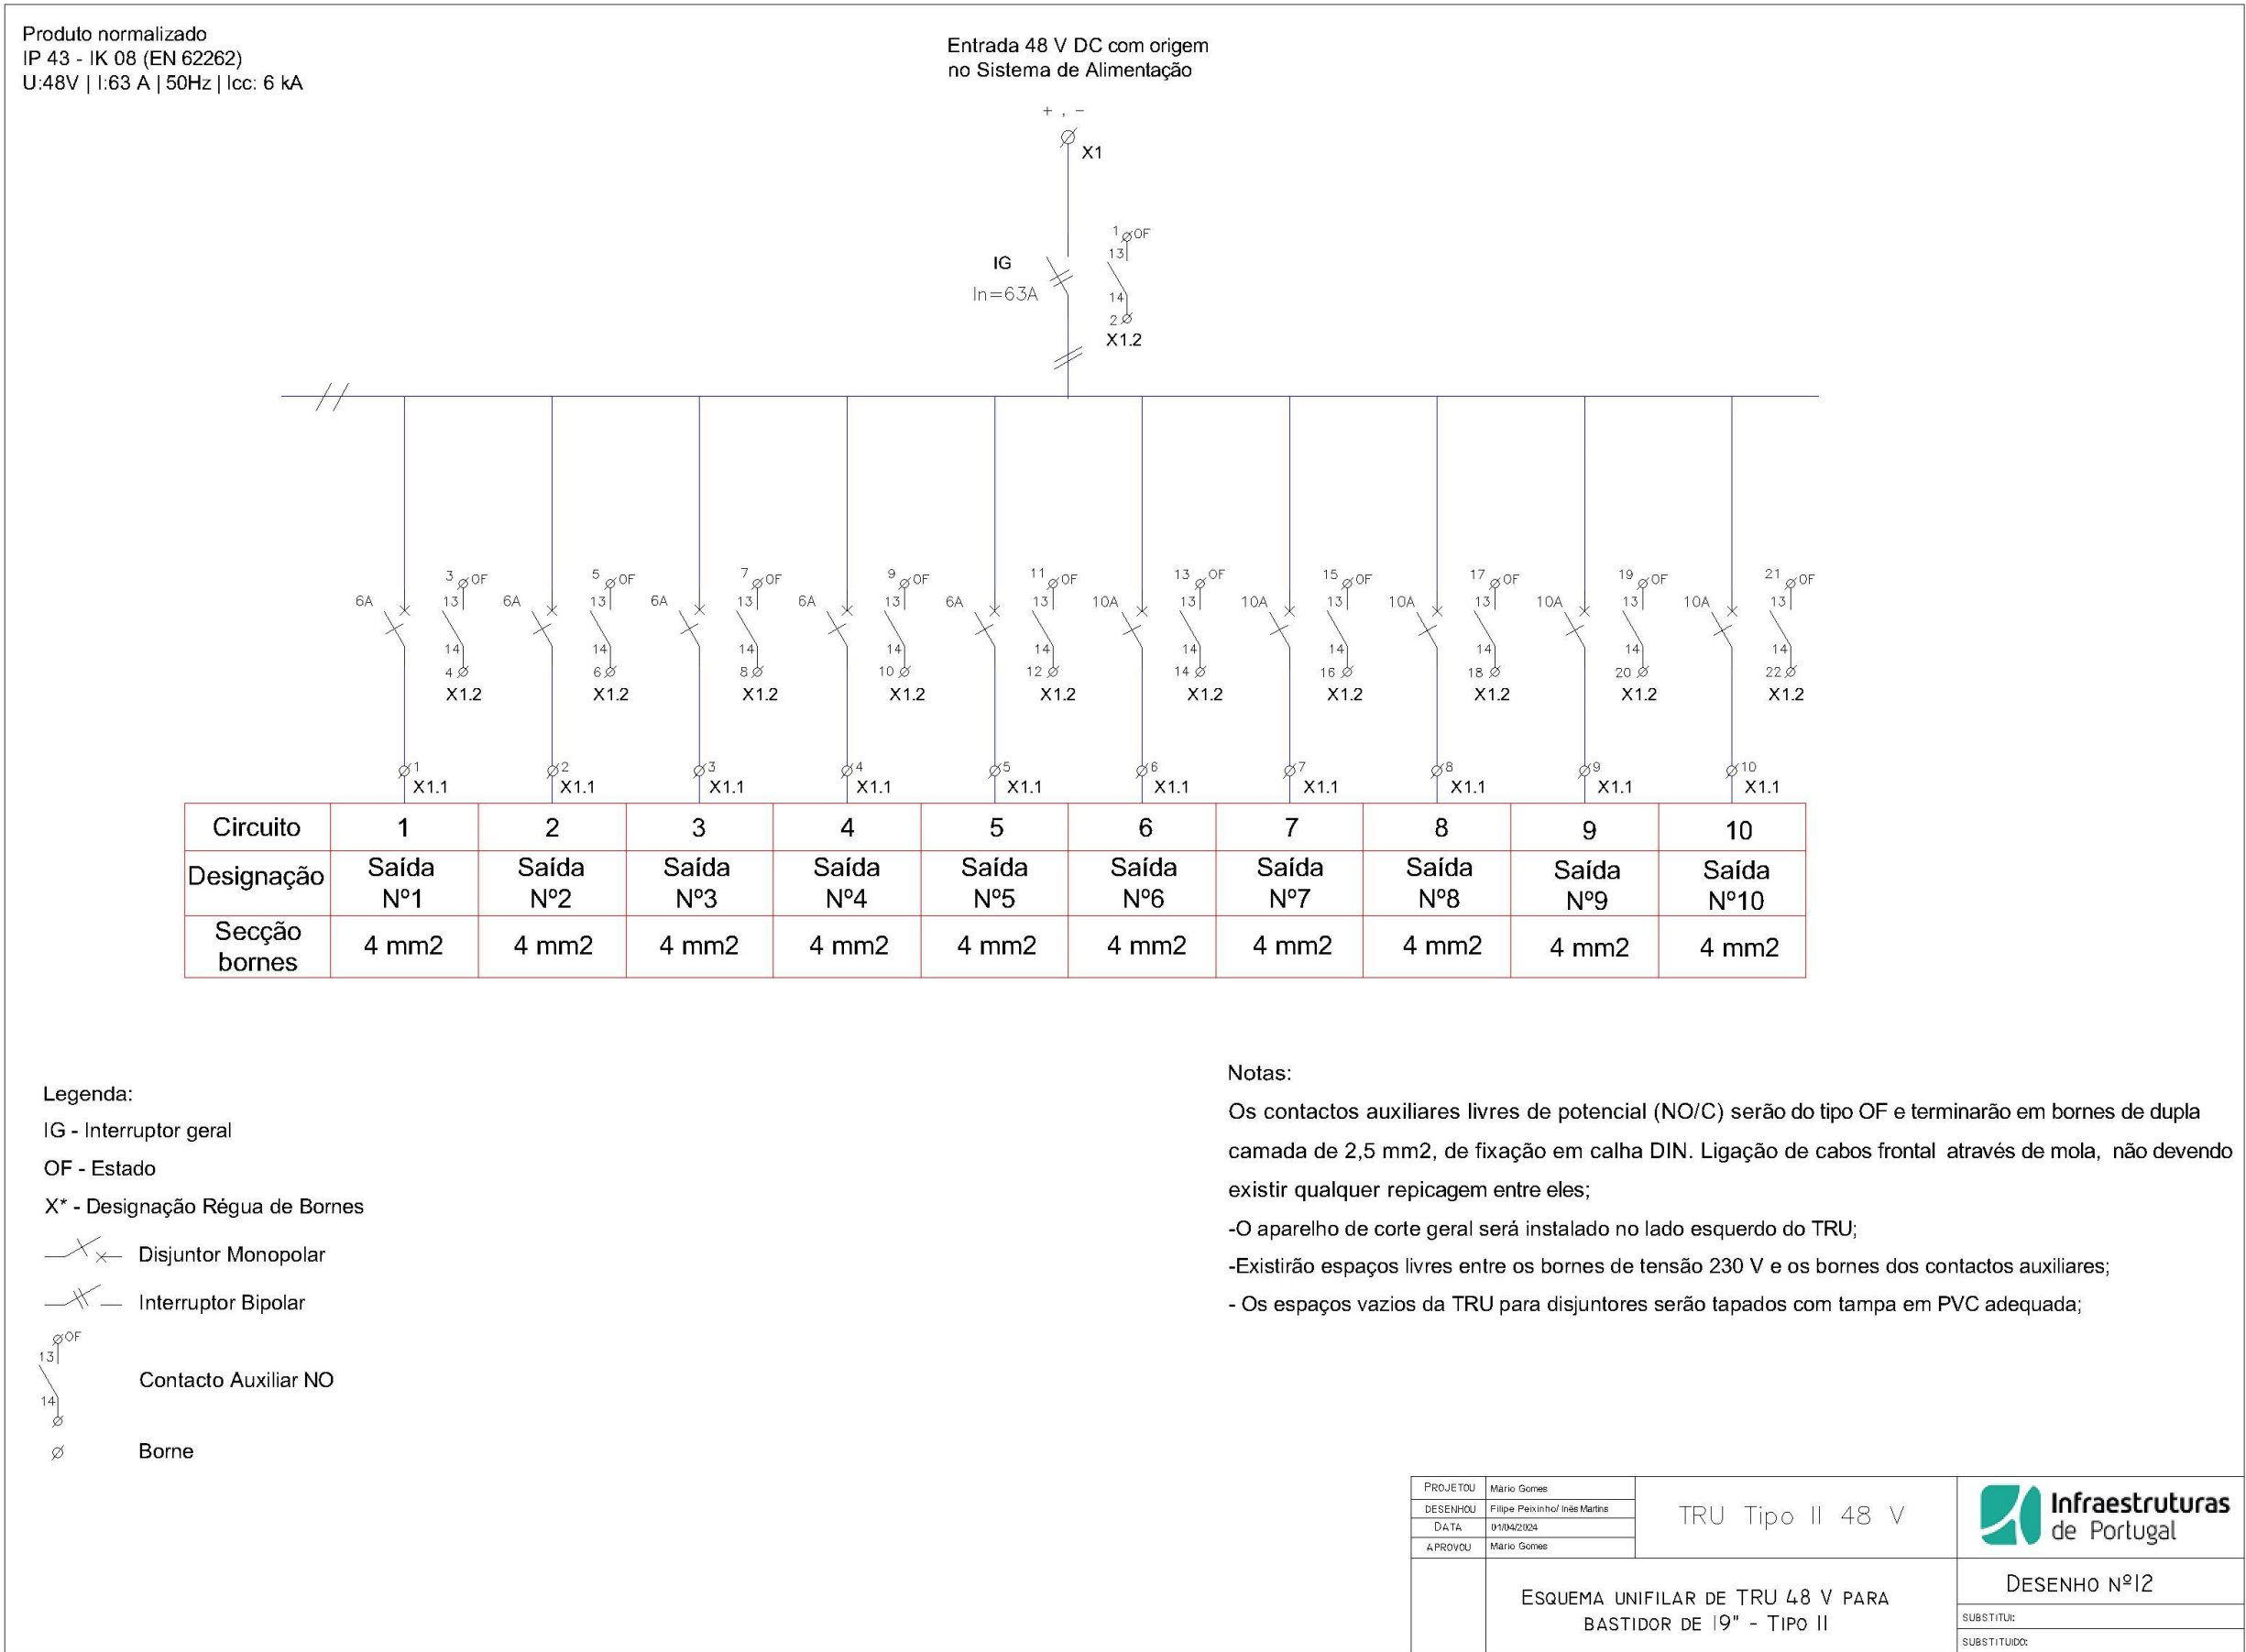 Produto normalizado
IP 43 - IK 08 (EN 62262)
U:48V | I:63 A | 50Hz | Icc: 6 kA
Entrada 48 V DC com origem
no Sistema de Alimentação
+ , -
X1
IG
In=63A
1 OF
13
14
2
X1.2
6A 3 OF 6A 5 OF 6A 7 OF 6A 9 OF 6A 11 OF 10A 13 OF 10A 15 OF 10A 17 OF 10A 19 OF 10A 21 OF
13 13 13 13 13 13 13 13 13 13
14 14 14 14 14 14 14 14 14 14
4 6 8 10 12 14 16 18 20 22
X1.2 X1.2 X1.2 X1.2 X1.2 X1.2 X1.2 X1.2 X1.2 X1.2
1 2 3 4 5 6 7 8 9 10
X1.1 X1.1 X1.1 X1.1 X1.1 X1.1 X1.1 X1.1 X1.1 X1.1
Circuito 1 2 3 4 5 6 7 8 9 10
Designação Saída Nº1 Saída Nº2 Saída Nº3 Saída Nº4 Saída Nº5 Saída Nº6 Saída Nº7 Saída Nº8 Saída Nº9 Saída Nº10
Secção bornes 4 mm2 4 mm2 4 mm2 4 mm2 4 mm2 4 mm2 4 mm2 4 mm2 4 mm2 4 mm2
Legenda:
IG - Interruptor geral
OF - Estado
X* - Designação Régua de Bornes
Disjuntor Monopolar
Interruptor Bipolar
OF
13
Contacto Auxiliar NO
14
Borne
Notas:
Os contactos auxiliares livres de potencial (NO/C) serão do tipo OF e terminarão em bornes de dupla
camada de 2,5 mm2, de fixação em calha DIN. Ligação de cabos frontal através de mola, não devendo
existir qualquer repicagem entre eles;
-O aparelho de corte geral será instalado no lado esquerdo do TRU;
-Existirão espaços livres entre os bornes de tensão 230 V e os bornes dos contactos auxiliares;
- Os espaços vazios da TRU para disjuntores serão tapados com tampa em PVC adequada;
PROJETOU Mário Gomes
DESENHOU Filipe Peixinho/ Inês Martins
DATA 01/04/2024
APROVOU Mário Gomes
TRU Tipo II 48 V
Infraestruturas
de Portugal
ESQUEMA UNIFILAR DE TRU 48 V PARA
BASTIDOR DE 19" - TIPO II
DESENHO Nº12
SUBSTITUI:
SUBSTITUIDO: